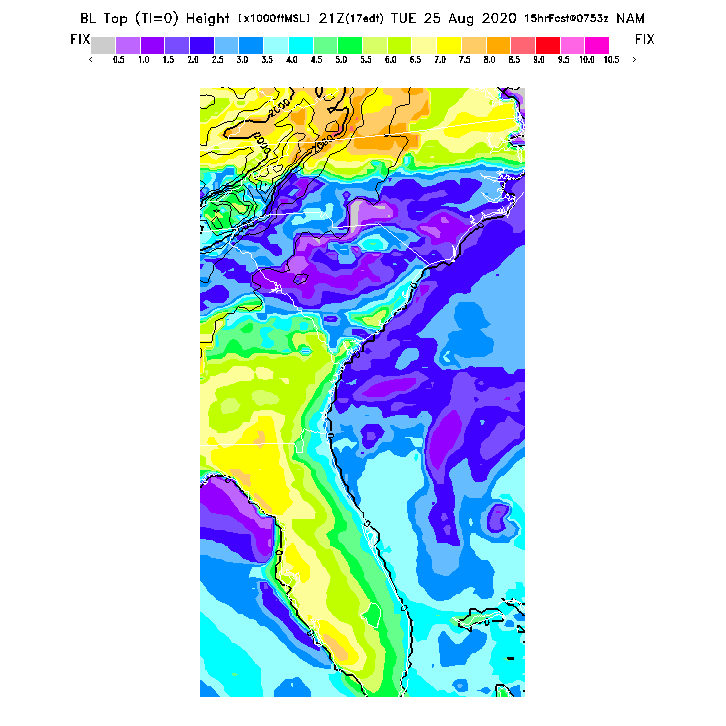 BL Top (TI=0) Height [x1000ftMSL] 21Z(17edt) TUE 25 Aug 2020 15hrFcst@0753z NAM
FIX FIX
< 0.5 1.0 1.5 2.0 2.5 3.0 3.5 4.0 4.5 5.0 5.5 6.0 6.5 7.0 7.5 8.0 8.5 9.0 9.5 10.0 10.5 >
2000
2000
2000